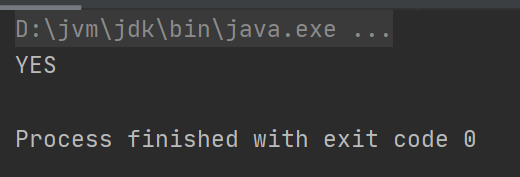 D:\jvm\jdk\bin\java.exe ...
YES
Process finished with exit code 0